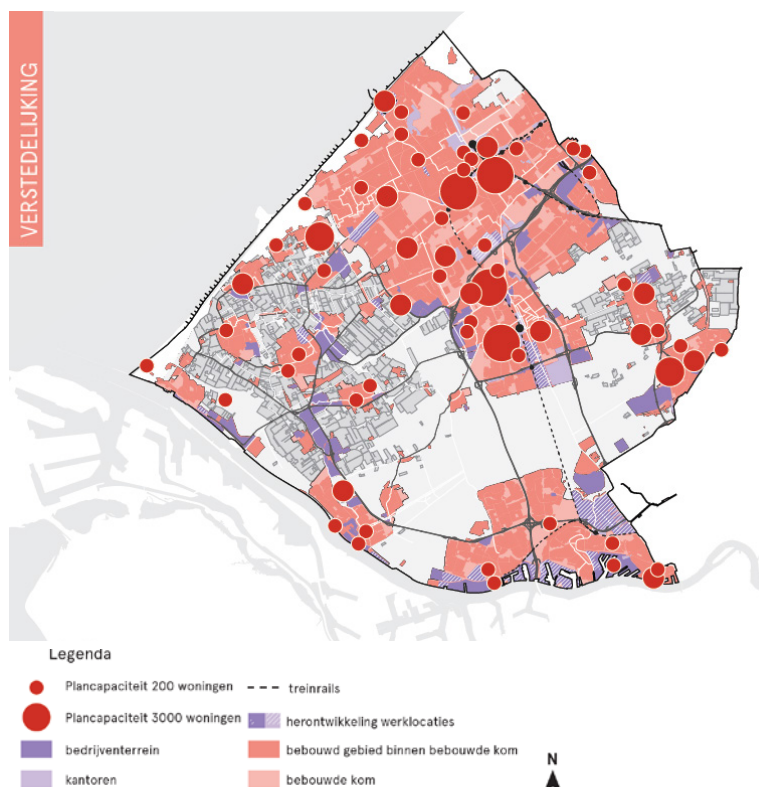 VERSTEDELIJKING
Legenda
Plancapaciteit 200 woningen
Plancapaciteit 3000 woningen
bedrijventerrein
kantoren
treinrails
herontwikkeling werklocaties
bebouwd gebied binnen bebouwde kom
bebouwde kom
N